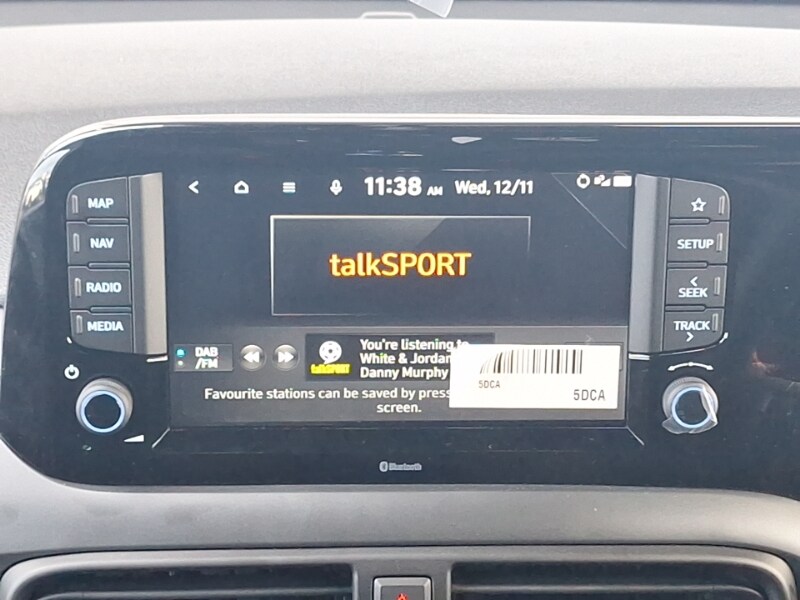 11:38 AM Wed, 12/11
MAP
NAV
RADIO
MEDIA
talkSPORT
SETUP
SEEK
TRACK
DAB
/FM
talkSPORT
You're listening to
White & Jordan
Danny Murphy
Favourite stations can be saved by press
screen.
5DCA
5DCA
Bluetooth